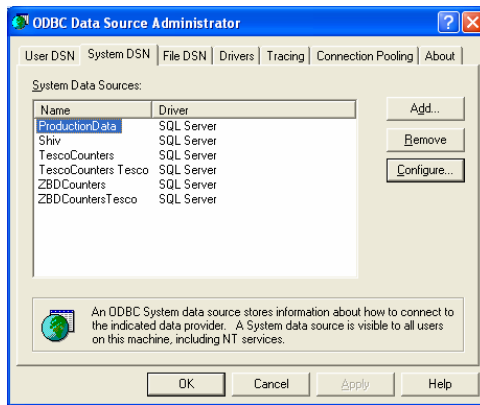 ODBC Data Source Administrator
User DSN System DSN File DSN Drivers Tracing Connection Pooling About
System Data Sources:
Name Driver
ProductionData SQL Server
Shiv SQL Server
TescoCounters SQL Server
TescoCounters Tesco SQL Server
ZBDCounters SQL Server
ZBDCountersTesco SQL Server
Add...
Remove
Configure...
An ODBC System data source stores information about how to connect to
the indicated data provider. A System data source is visible to all users
on this machine, including NT services.
OK Cancel Apply Help